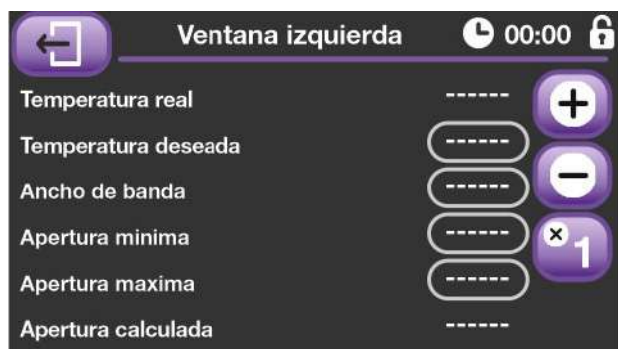 Ventana izquierda 00:00
Temperatura real ------
Temperatura deseada ------
Ancho de banda ------
Apertura minima ------
Apertura maxima ------
Apertura calculada ------
+
−
×1